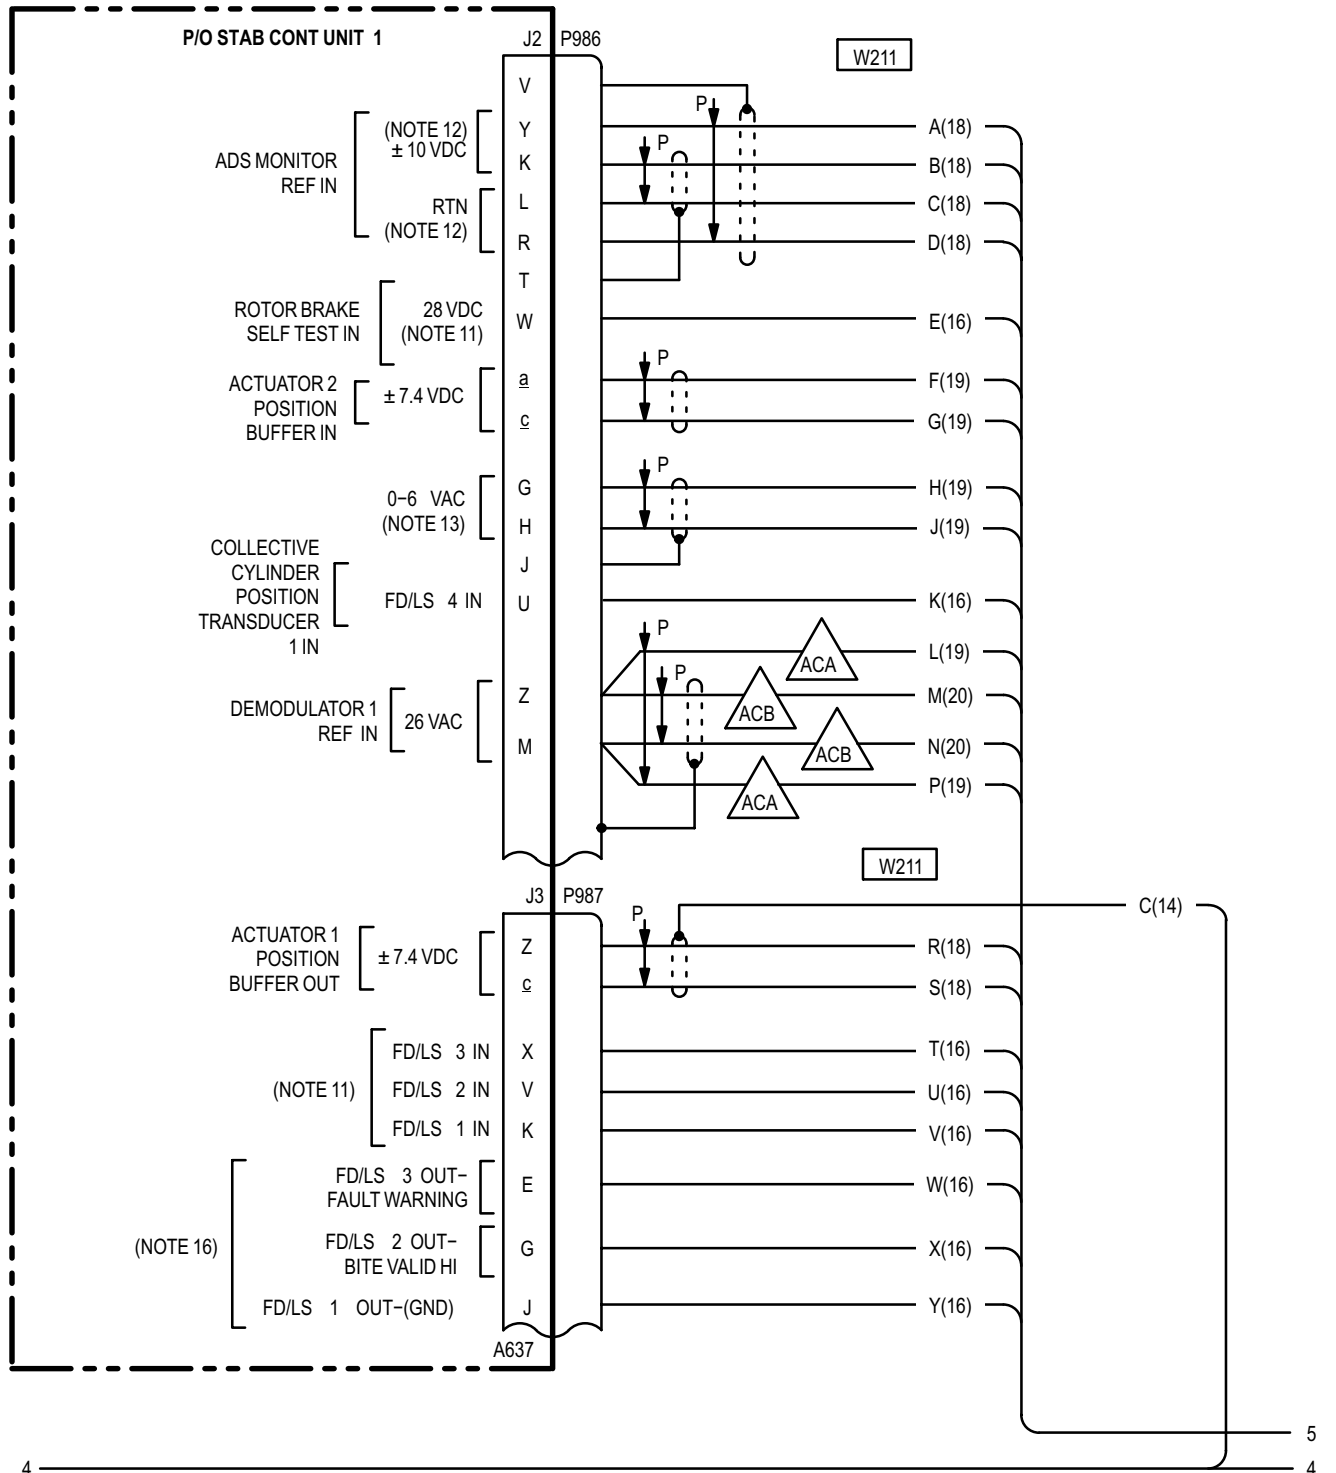 P/O STAB CONT UNIT 1
J2 P986
W211
V
P
(NOTE 12) Y A(18)
± 10 VDC
P
ADS MONITOR K B(18)
REF IN
RTN L C(18)
(NOTE 12)
R D(18)
T
ROTOR BRAKE 28 VDC
SELF TEST IN (NOTE 11) W E(16)
P
ACTUATOR 2 a F(19)
POSITION ± 7.4 VDC
BUFFER IN c G(19)
P
0−6 VAC G H(19)
(NOTE 13) H J(19)
COLLECTIVE
CYLINDER J
POSITION FD/LS 4 IN U K(16)
TRANSDUCER
1 IN
P
ACA L(19)
P
DEMODULATOR 1 Z ACB M(20)
REF IN 26 VAC
M ACB N(20)
ACA P(19)
W211
J3 P987
C(14)
P
ACTUATOR 1 Z R(18)
POSITION ± 7.4 VDC
BUFFER OUT c S(18)
FD/LS 3 IN X T(16)
(NOTE 11) FD/LS 2 IN V U(16)
FD/LS 1 IN K V(16)
FD/LS 3 OUT−
FAULT WARNING E W(16)
(NOTE 16) FD/LS 2 OUT−
BITE VALID HI G X(16)
FD/LS 1 OUT−(GND) J Y(16)
A637
5
4 4